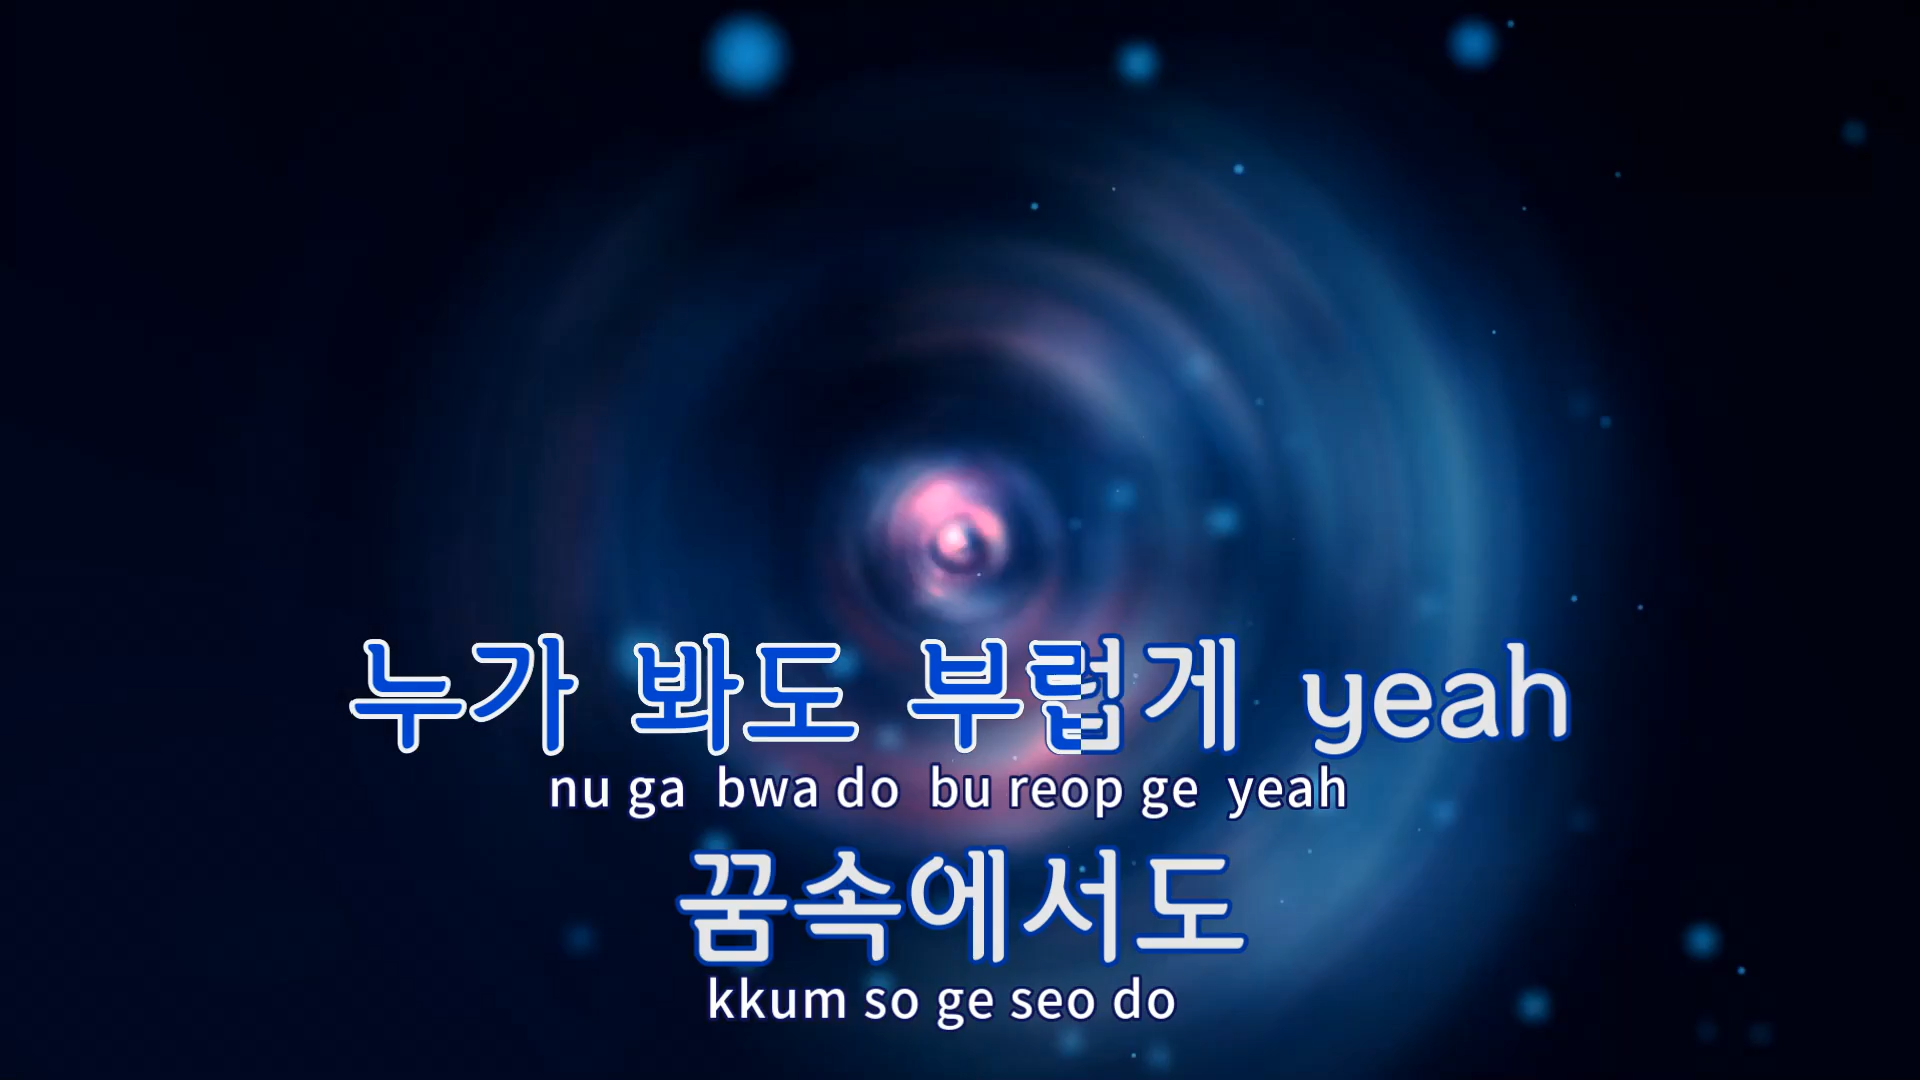 누가 봐도 부럽게 yeah
nu ga bwa do bu reop ge yeah
꿈속에서도
kkum so ge seo do